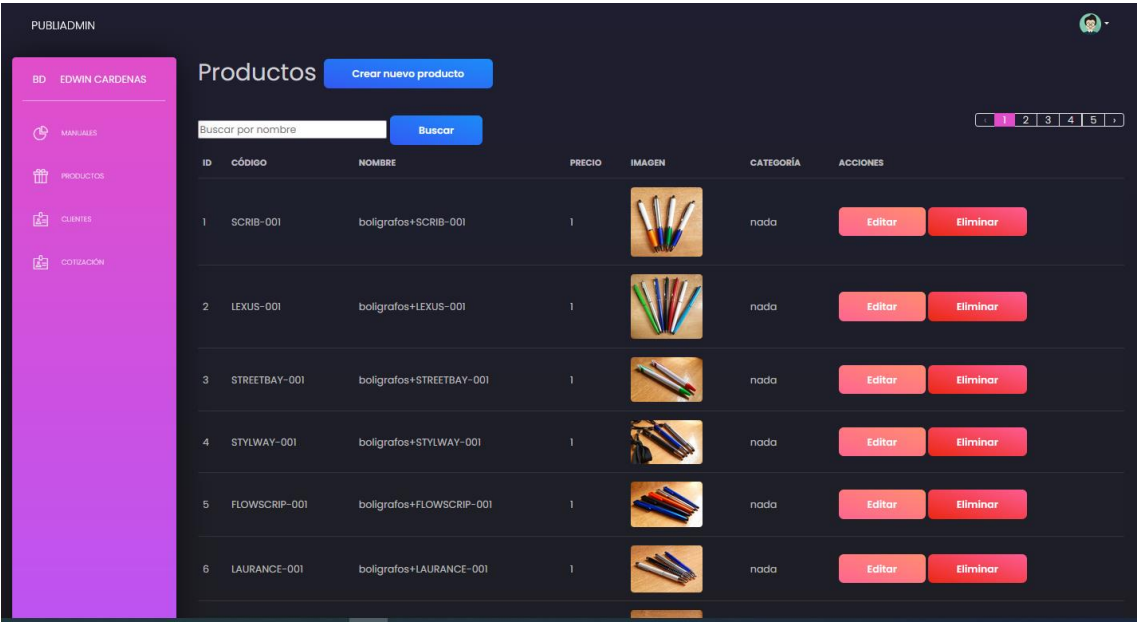 PUBLIADMIN
BD EDWIN CARDENAS
MANUALES
PRODUCTOS
CLIENTES
COTIZACIÓN
Productos Crear nuevo producto
Buscar por nombre Buscar
‹ 1 2 3 4 5 ›
ID CÓDIGO NOMBRE PRECIO IMAGEN CATEGORÍA ACCIONES
1 SCRIB-001 boligrafos+SCRIB-001 1 nada Editar Eliminar
2 LEXUS-001 boligrafos+LEXUS-001 1 nada Editar Eliminar
3 STREETBAY-001 boligrafos+STREETBAY-001 1 nada Editar Eliminar
4 STYLWAY-001 boligrafos+STYLWAY-001 1 nada Editar Eliminar
5 FLOWSCRIP-001 boligrafos+FLOWSCRIP-001 1 nada Editar Eliminar
6 LAURANCE-001 boligrafos+LAURANCE-001 1 nada Editar Eliminar